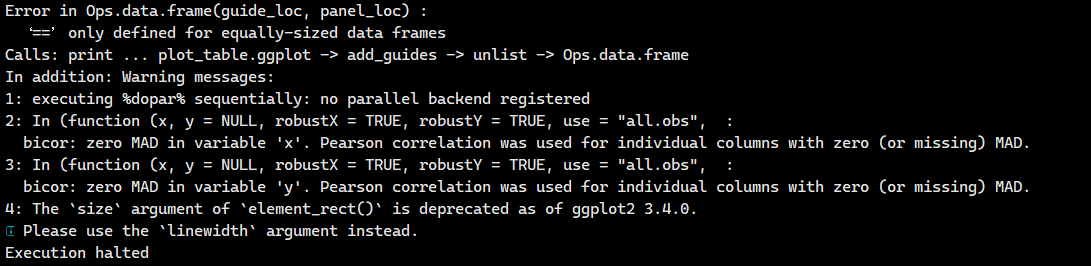 Error in Ops.data.frame(guide_loc, panel_loc) :
  ‘==’ only defined for equally-sized data frames
Calls: print ... plot_table.ggplot -> add_guides -> unlist -> Ops.data.frame
In addition: Warning messages:
1: executing %dopar% sequentially: no parallel backend registered
2: In (function (x, y = NULL, robustX = TRUE, robustY = TRUE, use = "all.obs",  :
  bicor: zero MAD in variable 'x'. Pearson correlation was used for individual columns with zero (or missing) MAD.
3: In (function (x, y = NULL, robustX = TRUE, robustY = TRUE, use = "all.obs",  :
  bicor: zero MAD in variable 'y'. Pearson correlation was used for individual columns with zero (or missing) MAD.
4: The `size` argument of `element_rect()` is deprecated as of ggplot2 3.4.0.
Please use the `linewidth` argument instead.
Execution halted